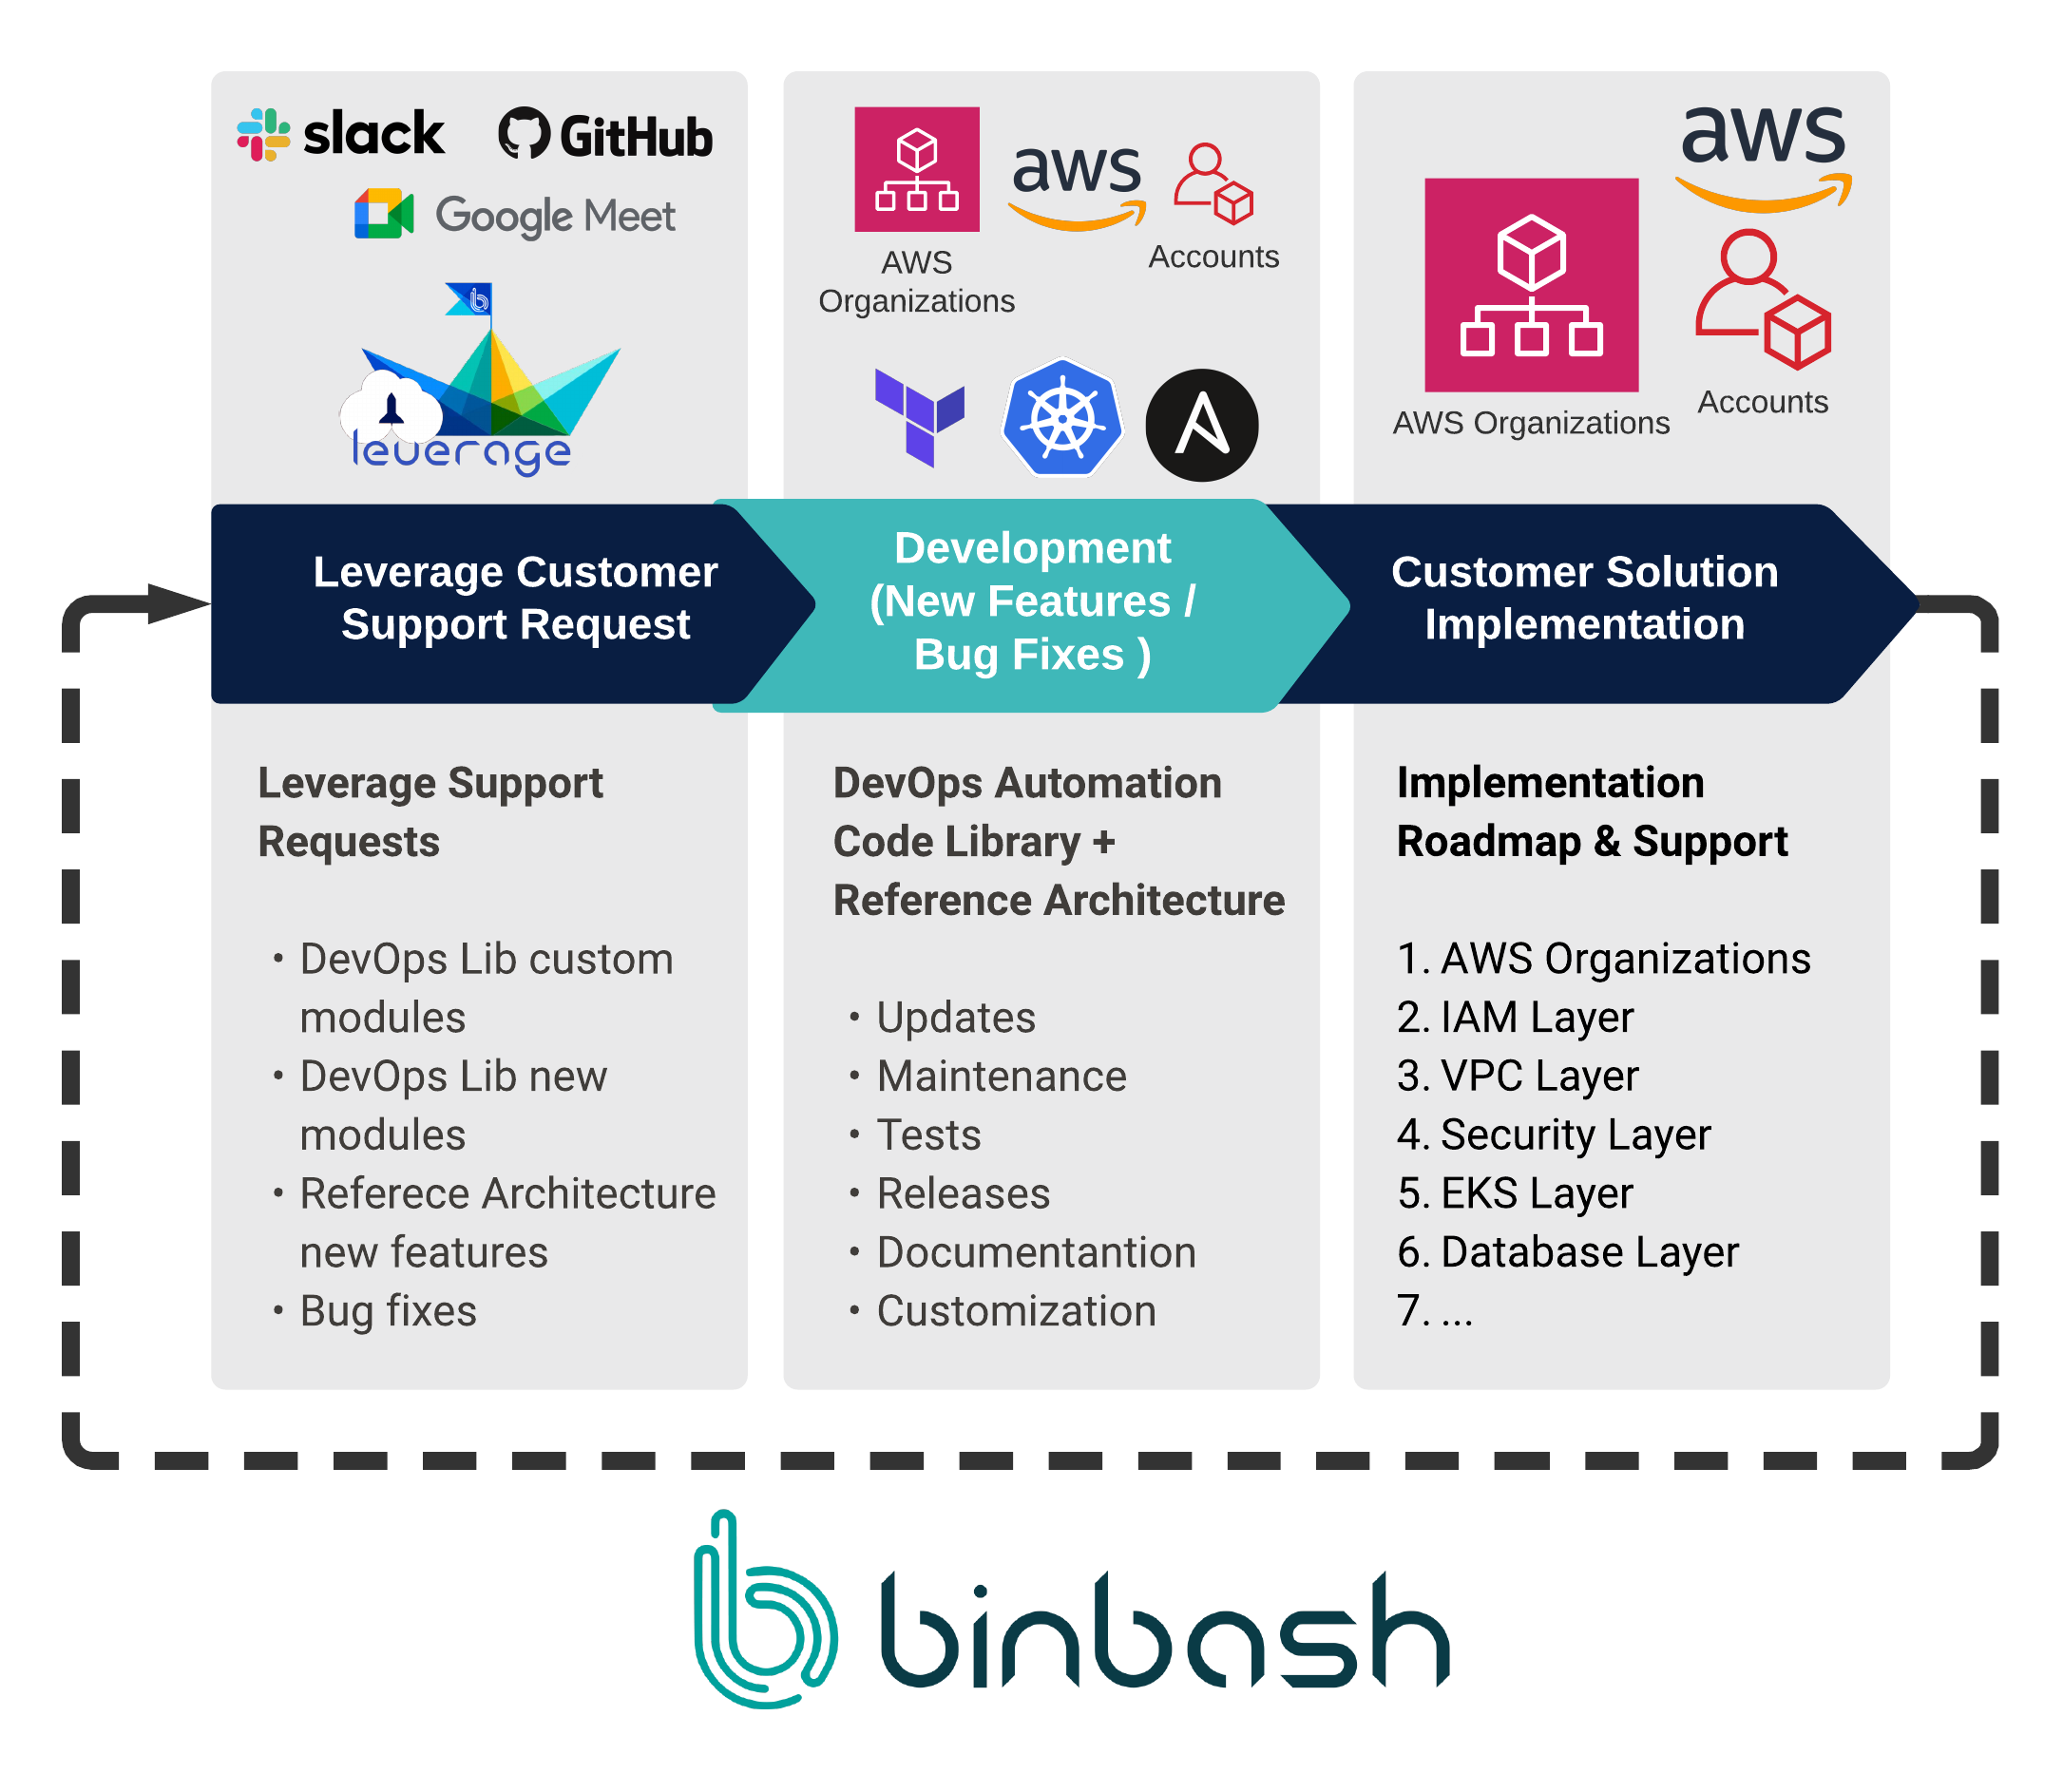 slack
GitHub
Google Meet
leverage
aws
AWS
Organizations
Accounts
aws
AWS Organizations
Accounts
Leverage Customer
Support Request
Development
(New Features /
Bug Fixes )
Customer Solution
Implementation
Leverage Support
Requests
• DevOps Lib custom
modules
• DevOps Lib new
modules
• Referece Architecture
new features
• Bug fixes
DevOps Automation
Code Library +
Reference Architecture
• Updates
• Maintenance
• Tests
• Releases
• Documentantion
• Customization
Implementation
Roadmap & Support
1. AWS Organizations
2. IAM Layer
3. VPC Layer
4. Security Layer
5. EKS Layer
6. Database Layer
7. ...
binbash